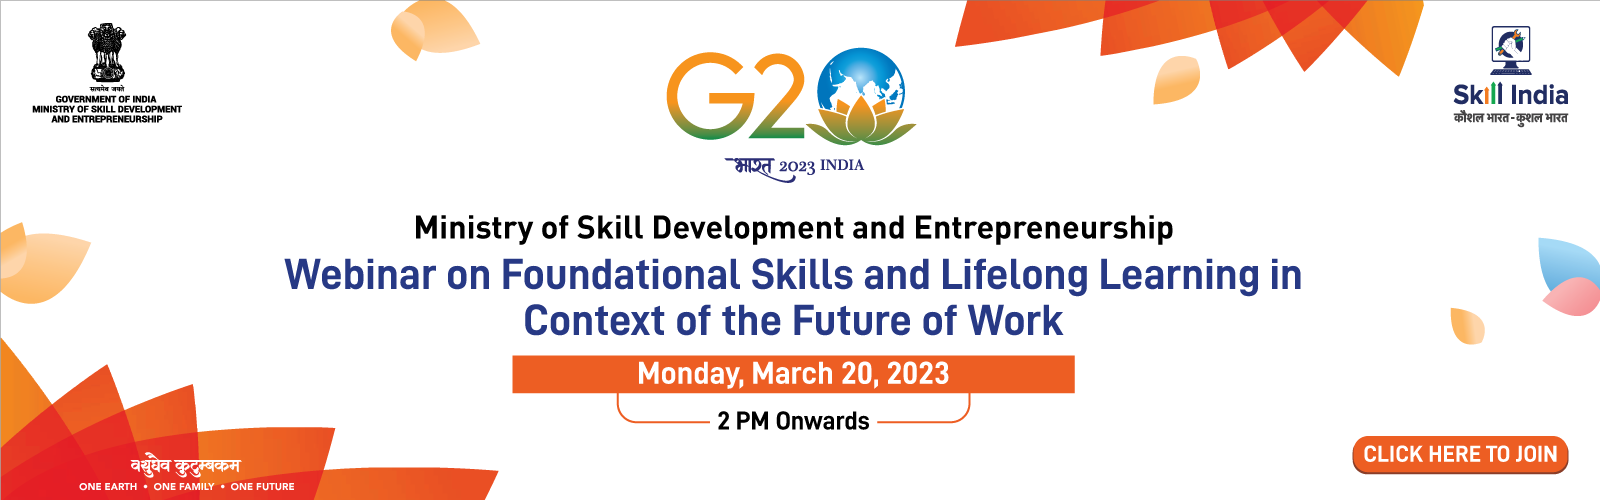 सत्यमेव जयते
GOVERNMENT OF INDIA
MINISTRY OF SKILL DEVELOPMENT
AND ENTREPRENEURSHIP
G20
भारत 2023 INDIA
Skill India
कौशल भारत - कुशल भारत
Ministry of Skill Development and Entrepreneurship
Webinar on Foundational Skills and Lifelong Learning in
Context of the Future of Work
Monday, March 20, 2023
2 PM Onwards
वसुधैव कुटुम्बकम
ONE EARTH • ONE FAMILY • ONE FUTURE
CLICK HERE TO JOIN